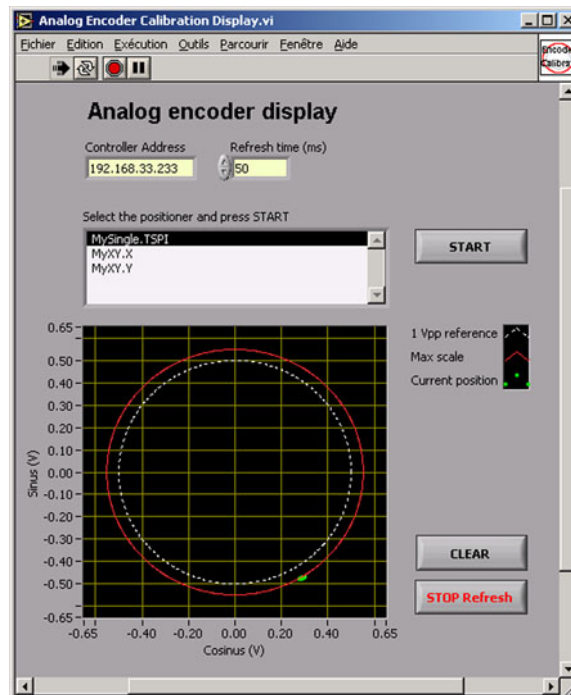 Analog Encoder Calibration Display.vi
Fichier Edition Exécution Outils Parcourir Fenêtre Aide
Encoder
Calibra
Analog encoder display
Controller Address Refresh time (ms)
192.168.33.233 50
Select the positioner and press START
MySingle.TSPI
MyXY.X
MyXY.Y
START
0.65
0.50
0.40
0.30
0.20
0.10
0.00
-0.10
-0.20
-0.30
-0.40
-0.50
-0.65
Sinus (V)
-0.65 -0.40 -0.20 0.00 0.20 0.40 0.65
Cosinus (V)
1 Vpp reference
Max scale
Current position
CLEAR
STOP Refresh